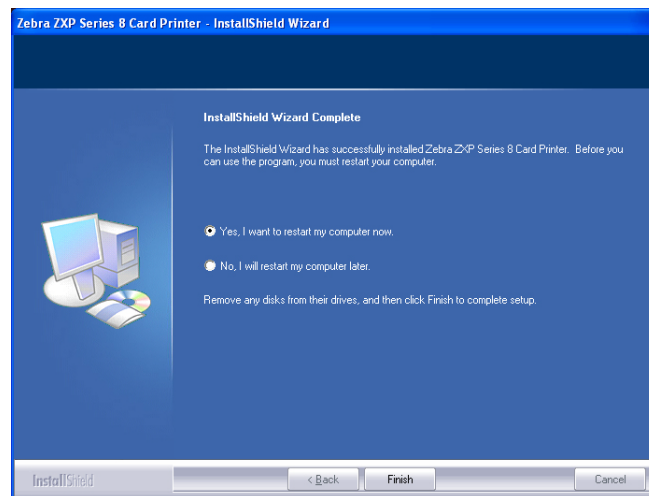 Zebra ZXP Series 8 Card Printer - InstallShield Wizard
InstallShield Wizard Complete
The InstallShield Wizard has successfully installed Zebra ZXP Series 8 Card Printer. Before you
can use the program, you must restart your computer.
Yes, I want to restart my computer now.
No, I will restart my computer later.
Remove any disks from their drives, and then click Finish to complete setup.
InstallShield
< Back
Finish
Cancel